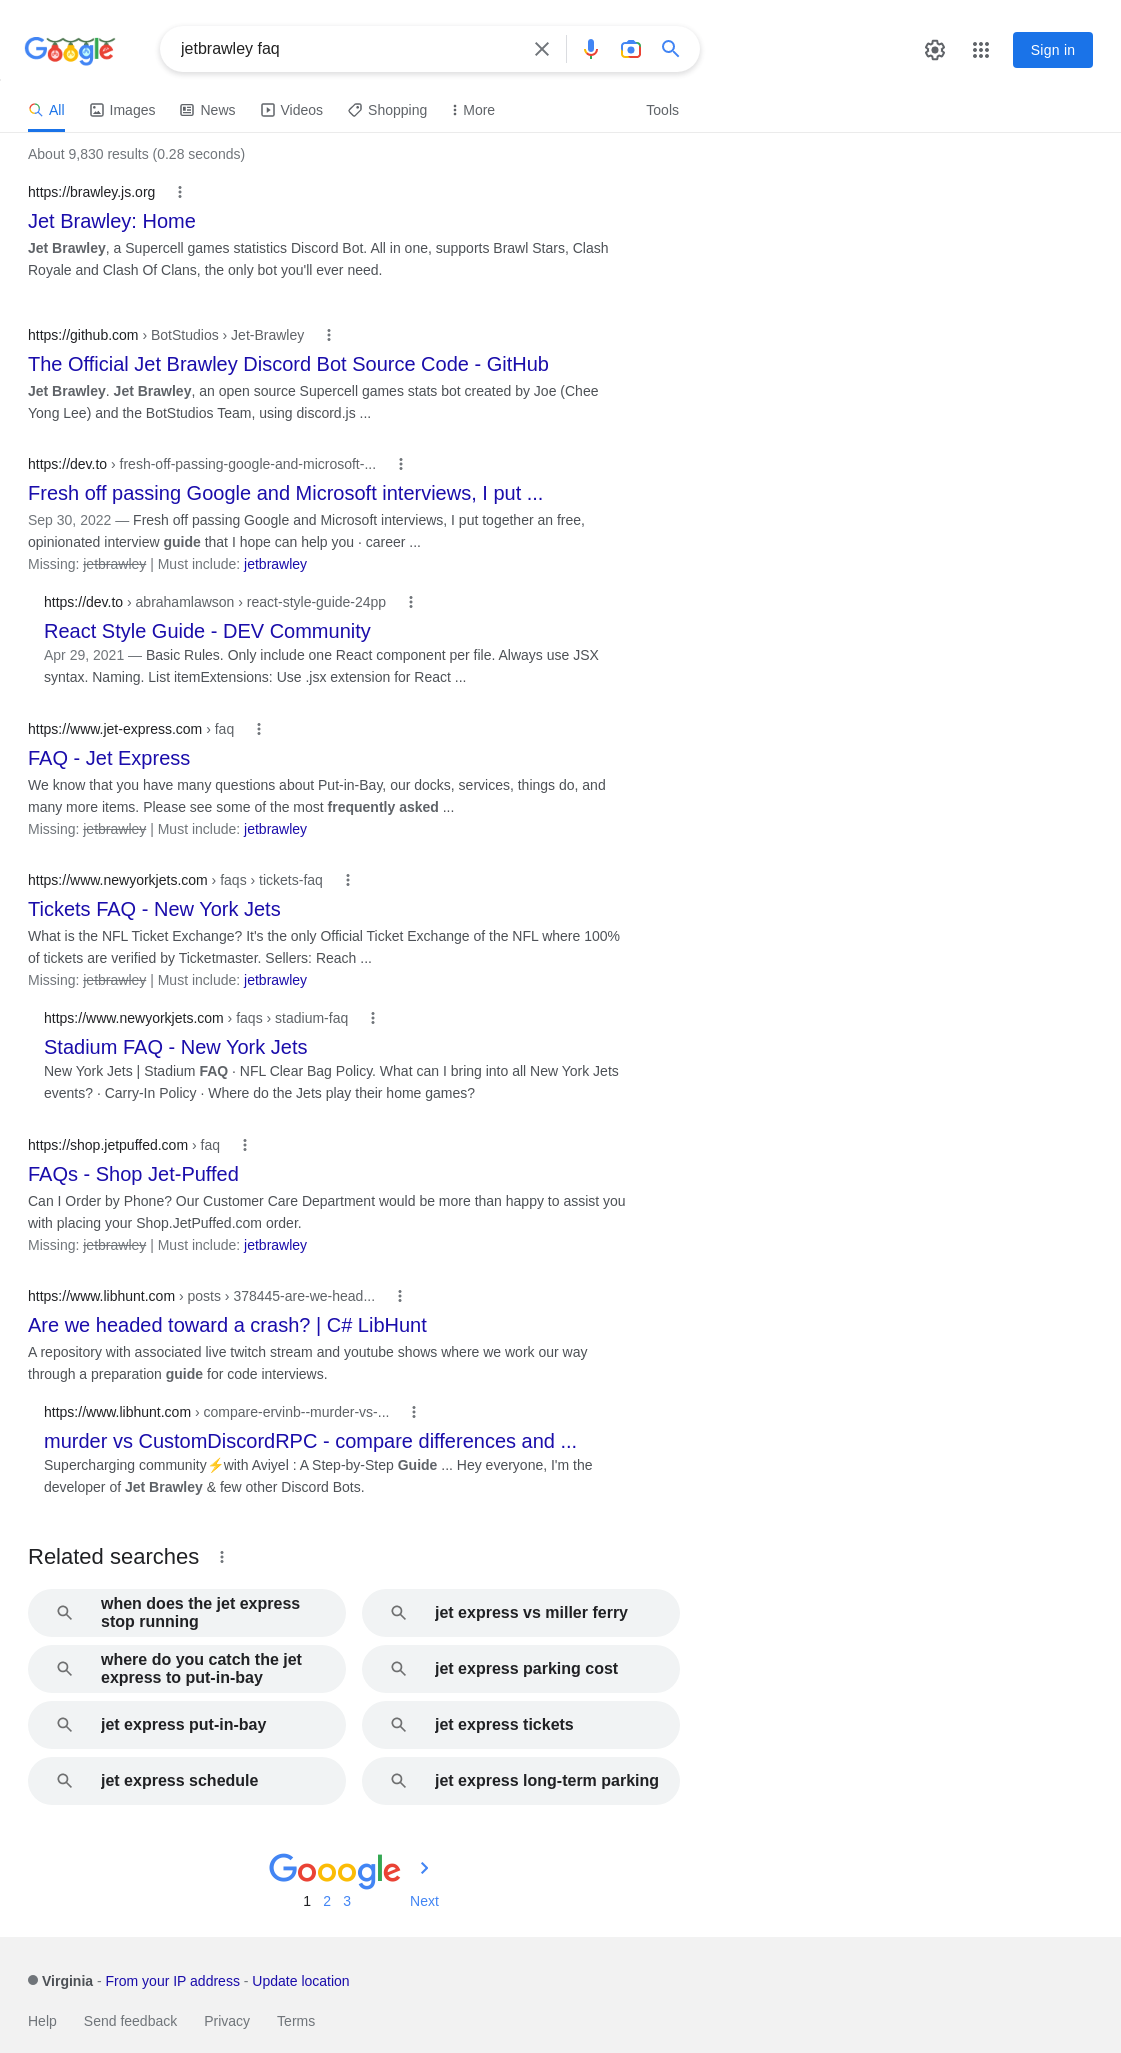 Google
jetbrawley faq
Sign in
All Images News Videos Shopping More Tools
About 9,830 results (0.28 seconds)
https://brawley.js.org
Jet Brawley: Home
Jet Brawley, a Supercell games statistics Discord Bot. All in one, supports Brawl Stars, Clash
Royale and Clash Of Clans, the only bot you'll ever need.
https://github.com › BotStudios › Jet-Brawley
The Official Jet Brawley Discord Bot Source Code - GitHub
Jet Brawley. Jet Brawley, an open source Supercell games stats bot created by Joe (Chee
Yong Lee) and the BotStudios Team, using discord.js ...
https://dev.to › fresh-off-passing-google-and-microsoft-...
Fresh off passing Google and Microsoft interviews, I put ...
Sep 30, 2022 — Fresh off passing Google and Microsoft interviews, I put together an free,
opinionated interview guide that I hope can help you · career ...
Missing: jetbrawley | Must include: jetbrawley
https://dev.to › abrahamlawson › react-style-guide-24pp
React Style Guide - DEV Community
Apr 29, 2021 — Basic Rules. Only include one React component per file. Always use JSX
syntax. Naming. List itemExtensions: Use .jsx extension for React ...
https://www.jet-express.com › faq
FAQ - Jet Express
We know that you have many questions about Put-in-Bay, our docks, services, things do, and
many more items. Please see some of the most frequently asked ...
Missing: jetbrawley | Must include: jetbrawley
https://www.newyorkjets.com › faqs › tickets-faq
Tickets FAQ - New York Jets
What is the NFL Ticket Exchange? It's the only Official Ticket Exchange of the NFL where 100%
of tickets are verified by Ticketmaster. Sellers: Reach ...
Missing: jetbrawley | Must include: jetbrawley
https://www.newyorkjets.com › faqs › stadium-faq
Stadium FAQ - New York Jets
New York Jets | Stadium FAQ · NFL Clear Bag Policy. What can I bring into all New York Jets
events? · Carry-In Policy · Where do the Jets play their home games?
https://shop.jetpuffed.com › faq
FAQs - Shop Jet-Puffed
Can I Order by Phone? Our Customer Care Department would be more than happy to assist you
with placing your Shop.JetPuffed.com order.
Missing: jetbrawley | Must include: jetbrawley
https://www.libhunt.com › posts › 378445-are-we-head...
Are we headed toward a crash? | C# LibHunt
A repository with associated live twitch stream and youtube shows where we work our way
through a preparation guide for code interviews.
https://www.libhunt.com › compare-ervinb--murder-vs-...
murder vs CustomDiscordRPC - compare differences and ...
Supercharging community⚡with Aviyel : A Step-by-Step Guide ... Hey everyone, I'm the
developer of Jet Brawley & few other Discord Bots.
Related searches
when does the jet express
stop running
jet express vs miller ferry
where do you catch the jet
express to put-in-bay
jet express parking cost
jet express put-in-bay
jet express tickets
jet express schedule
jet express long-term parking
Gooogle
1 2 3 Next
Virginia - From your IP address - Update location
Help Send feedback Privacy Terms